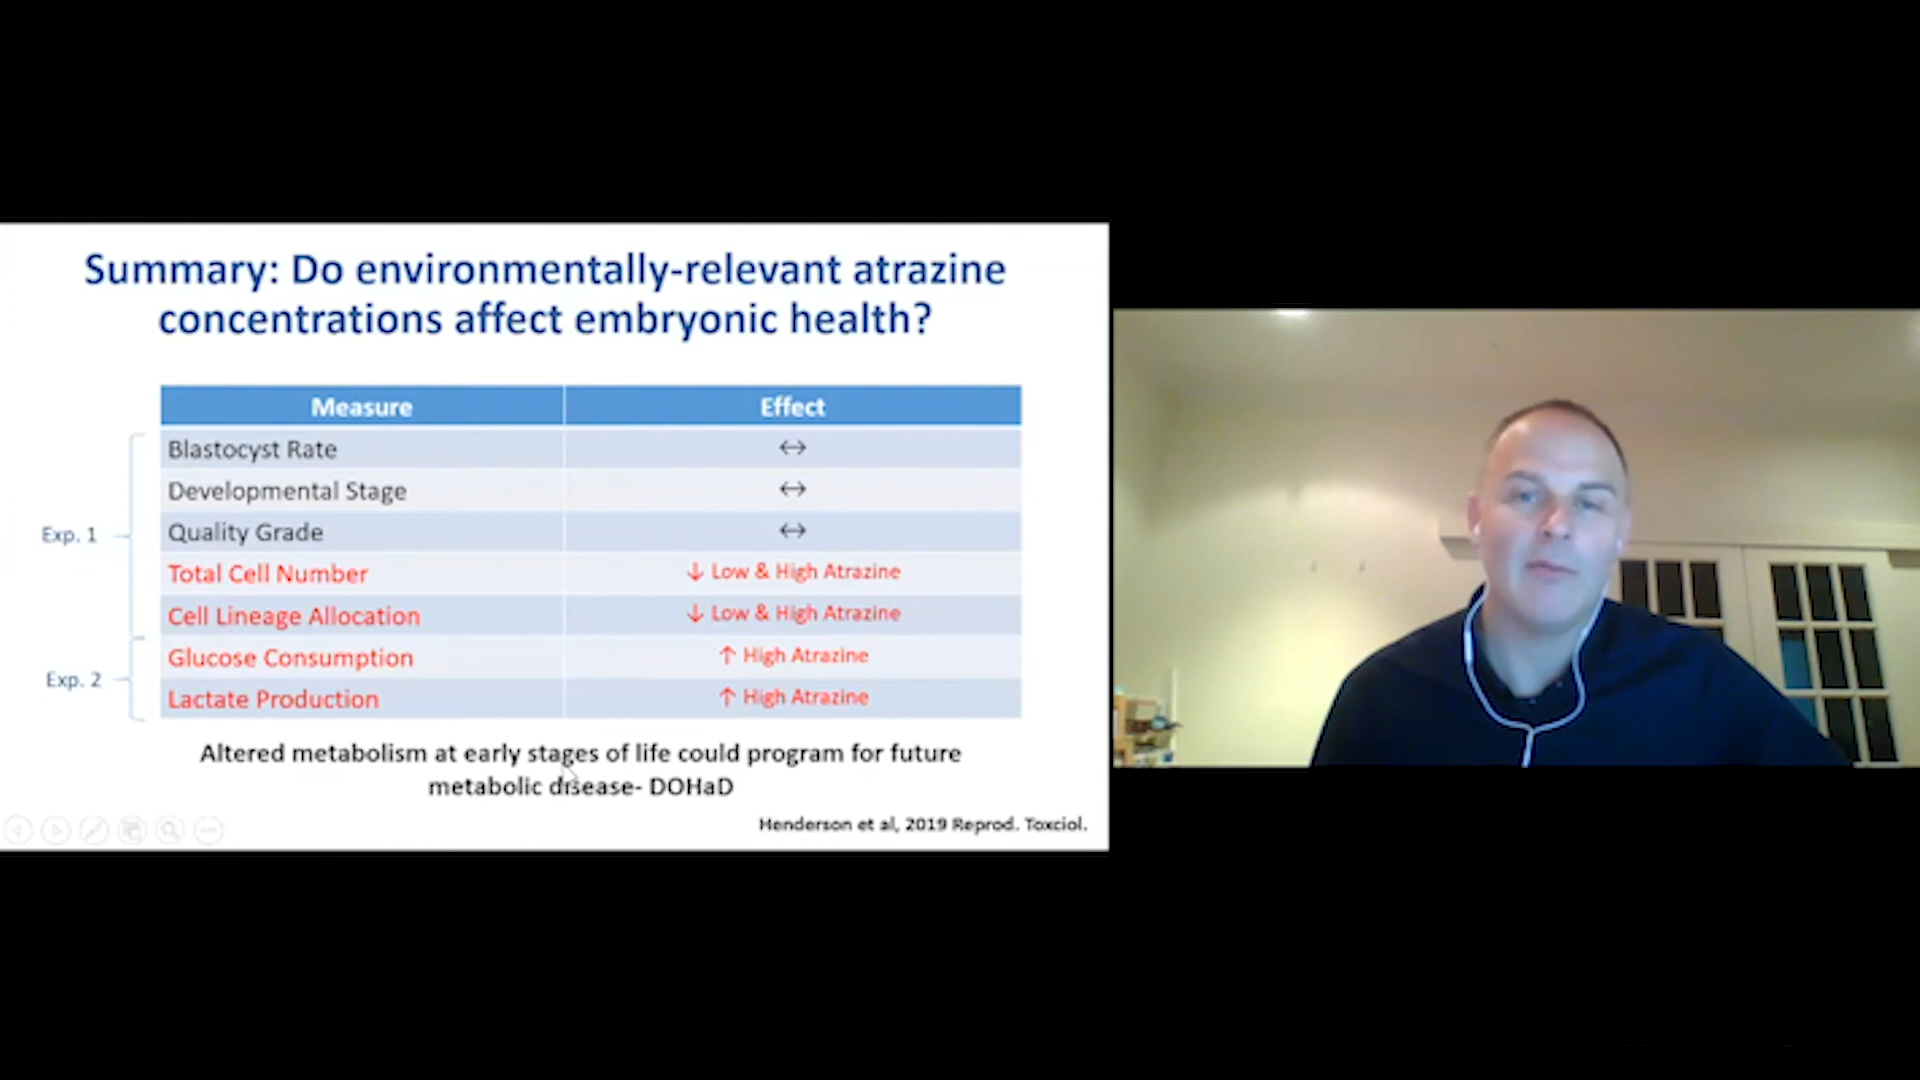 Summary: Do environmentally-relevant atrazine
concentrations affect embryonic health?
Measure Effect
Blastocyst Rate ↔
Developmental Stage ↔
Quality Grade ↔
Exp. 1
Total Cell Number ↓ Low & High Atrazine
Cell Lineage Allocation ↓ Low & High Atrazine
Glucose Consumption ↑ High Atrazine
Exp. 2
Lactate Production ↑ High Atrazine
Altered metabolism at early stages of life could program for future
metabolic disease- DOHaD
Henderson et al, 2019 Reprod. Toxciol.